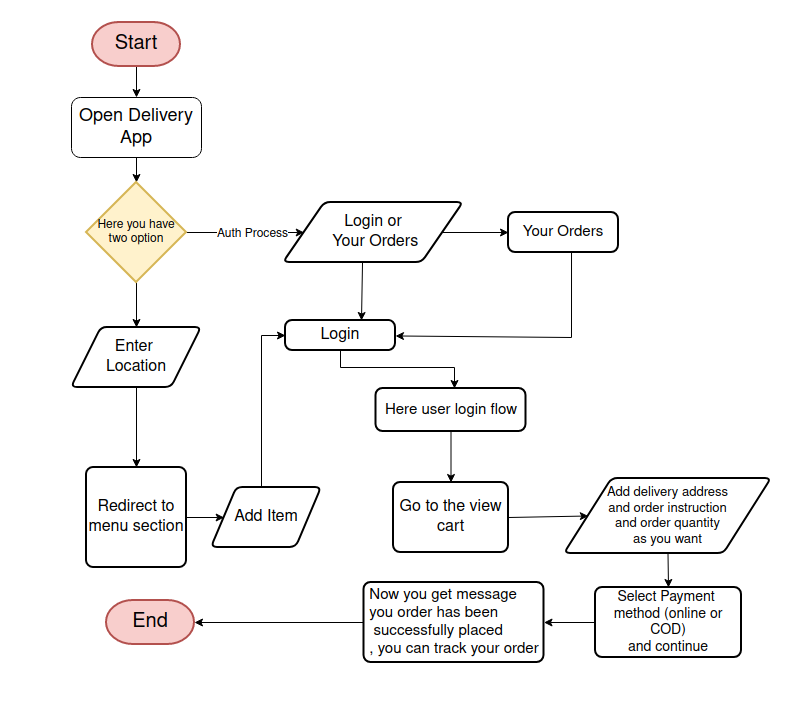 Start
Open Delivery
App
Here you have
two option
Auth Process
Login or
Your Orders
Your Orders
Enter
Location
Login
Here user login flow
Redirect to
menu section
Add Item
Go to the view
cart
Add delivery address
and order instruction
and order quantity
as you want
Select Payment
method (online or
COD)
and continue
Now you get message
you order has been
successfully placed
, you can track your order
End